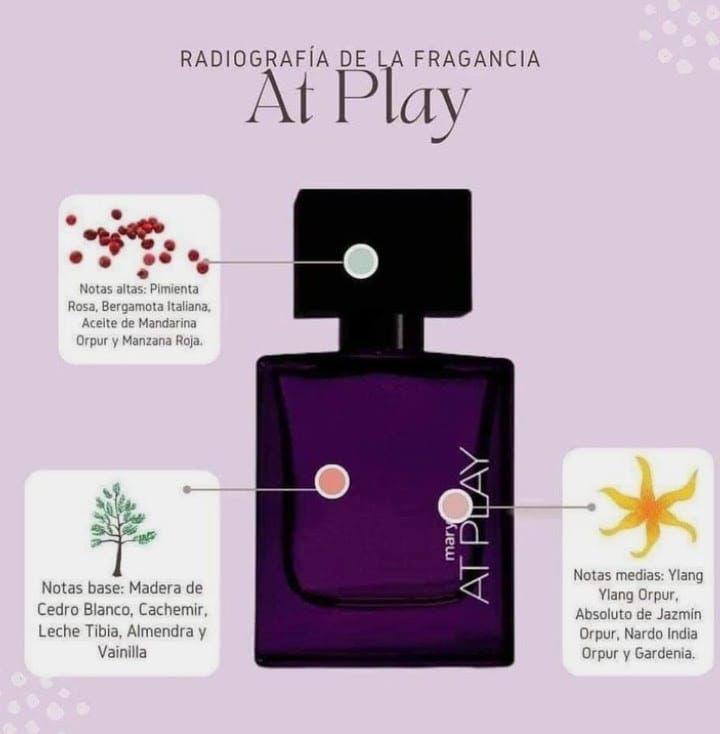 RADIOGRAFÍA DE LA FRAGANCIA
At Play
Notas altas: Pimienta
Rosa, Bergamota Italiana,
Aceite de Mandarina
Orpur y Manzana Roja.
Notas base: Madera de
Cedro Blanco, Cachemir,
Leche Tibia, Almendra y
Vainilla
mary
AT PLAY
Notas medias: Ylang
Ylang Orpur,
Absoluto de Jazmín
Orpur, Nardo India
Orpur y Gardenia.